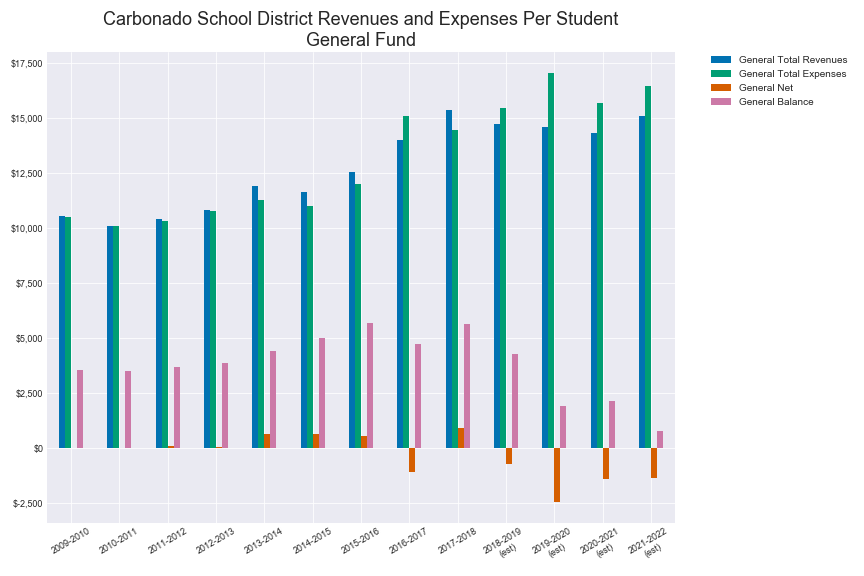 Carbonado School District Revenues and Expenses Per Student
General Fund
General Total Revenues
General Total Expenses
General Net
General Balance
$17,500
$15,000
$12,500
$10,000
$7,500
$5,000
$2,500
$0
$-2,500
2009-2010
2010-2011
2011-2012
2012-2013
2013-2014
2014-2015
2015-2016
2016-2017
2017-2018
2018-2019
(est)
2019-2020
(est)
2020-2021
(est)
2021-2022
(est)